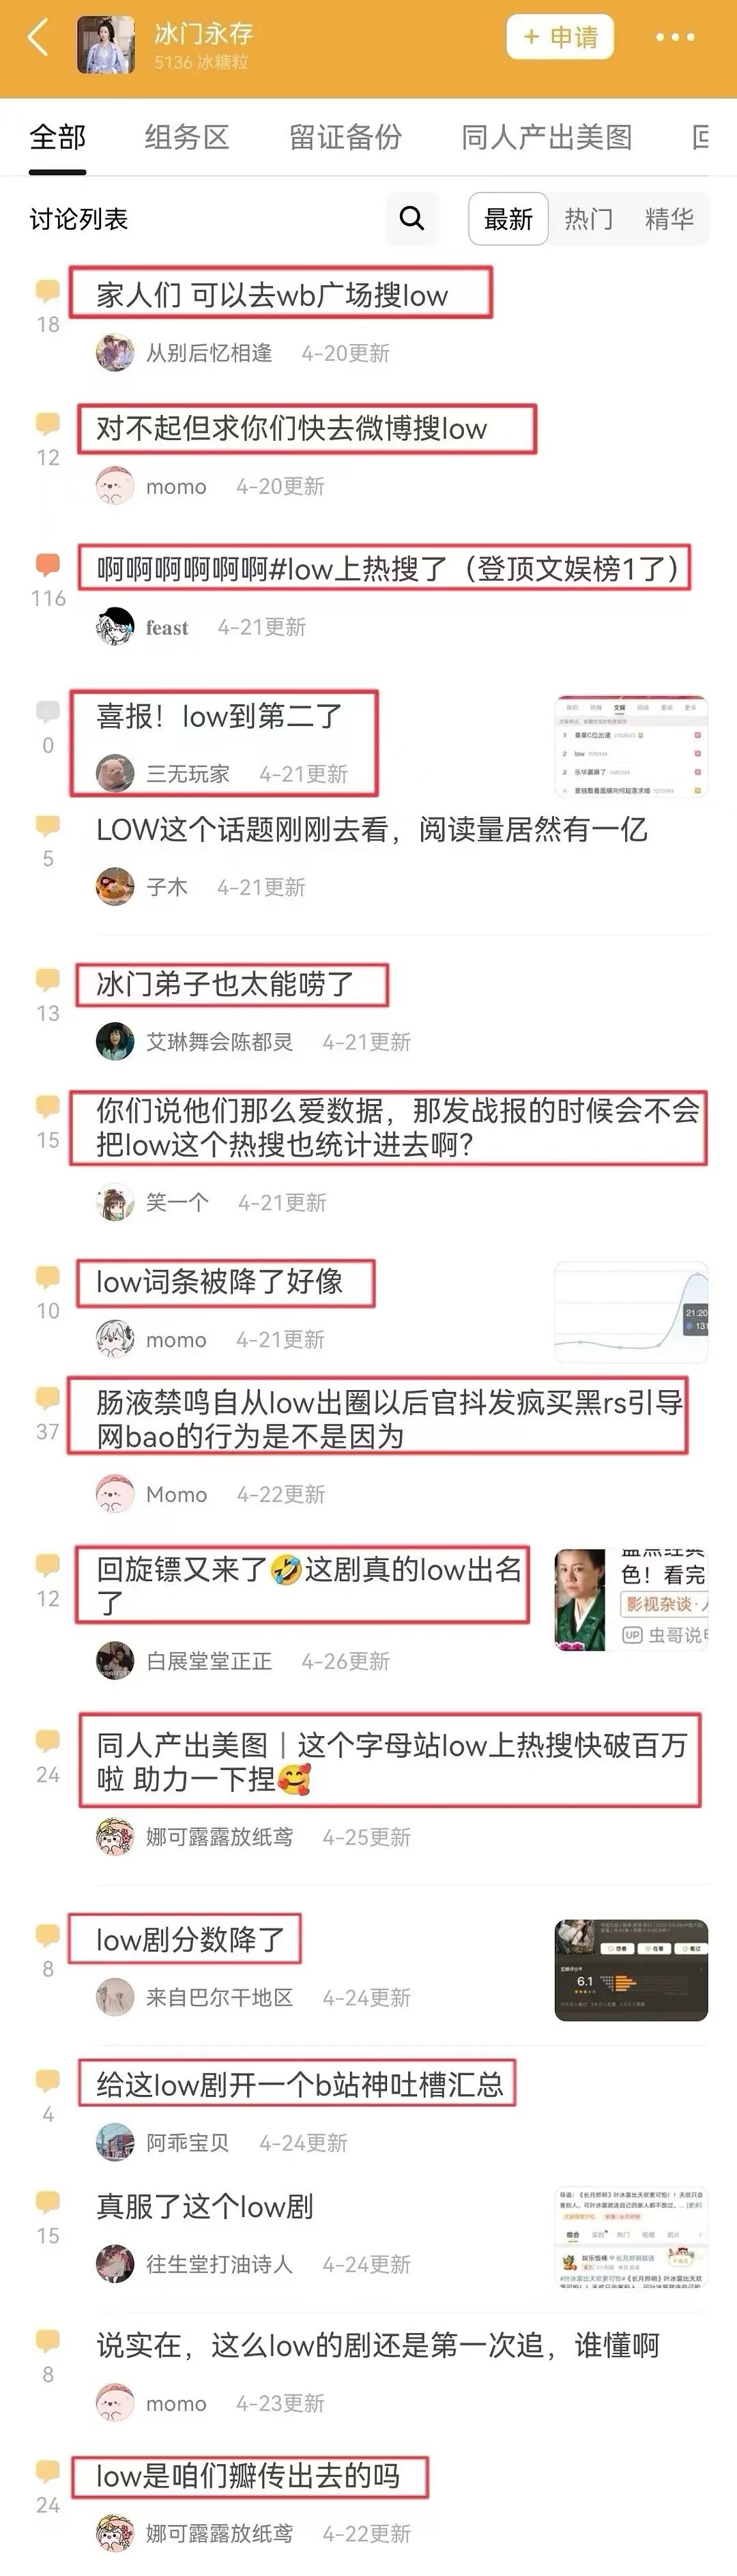 冰门永存
5136 冰糖粒
+ 申请
全部
组务区
留证备份
同人产出美图
讨论列表
最新
热门
精华
家人们 可以去wb广场搜low
18
从别后忆相逢 4-20更新
对不起但求你们快去微博搜low
12
momo 4-20更新
啊啊啊啊啊啊#low上热搜了（登顶文娱榜1了）
116
feast 4-21更新
喜报！low到第二了
0
三无玩家 4-21更新
LOW这个话题刚刚去看，阅读量居然有一亿
5
子木 4-21更新
冰门弟子也太能唠了
13
艾琳舞会陈都灵 4-21更新
你们说他们那么爱数据，那发战报的时候会不会
把low这个热搜也统计进去啊？
15
笑一个 4-21更新
low词条被降了好像
10
21:20
131
momo 4-21更新
肠液禁鸣自从low出圈以后官抖发疯买黑rs引导
网bao的行为是不是因为
37
Momo 4-22更新
回旋镖又来了🤣这剧真的low出名
了
12
色！看完
影视杂谈·
UP 虫哥说电
白展堂堂正正 4-26更新
同人产出美图｜这个字母站low上热搜快破百万
啦 助力一下捏🥰
24
娜可露露放纸鸢 4-25更新
low剧分数降了
8
6.1
来自巴尔干地区 4-24更新
给这low剧开一个b站神吐槽汇总
4
阿乖宝贝 4-24更新
真服了这个low剧
15
往生堂打油诗人 4-24更新
说实在，这么low的剧还是第一次追，谁懂啊
8
momo 4-23更新
low是咱们瓣传出去的吗
24
娜可露露放纸鸢 4-22更新